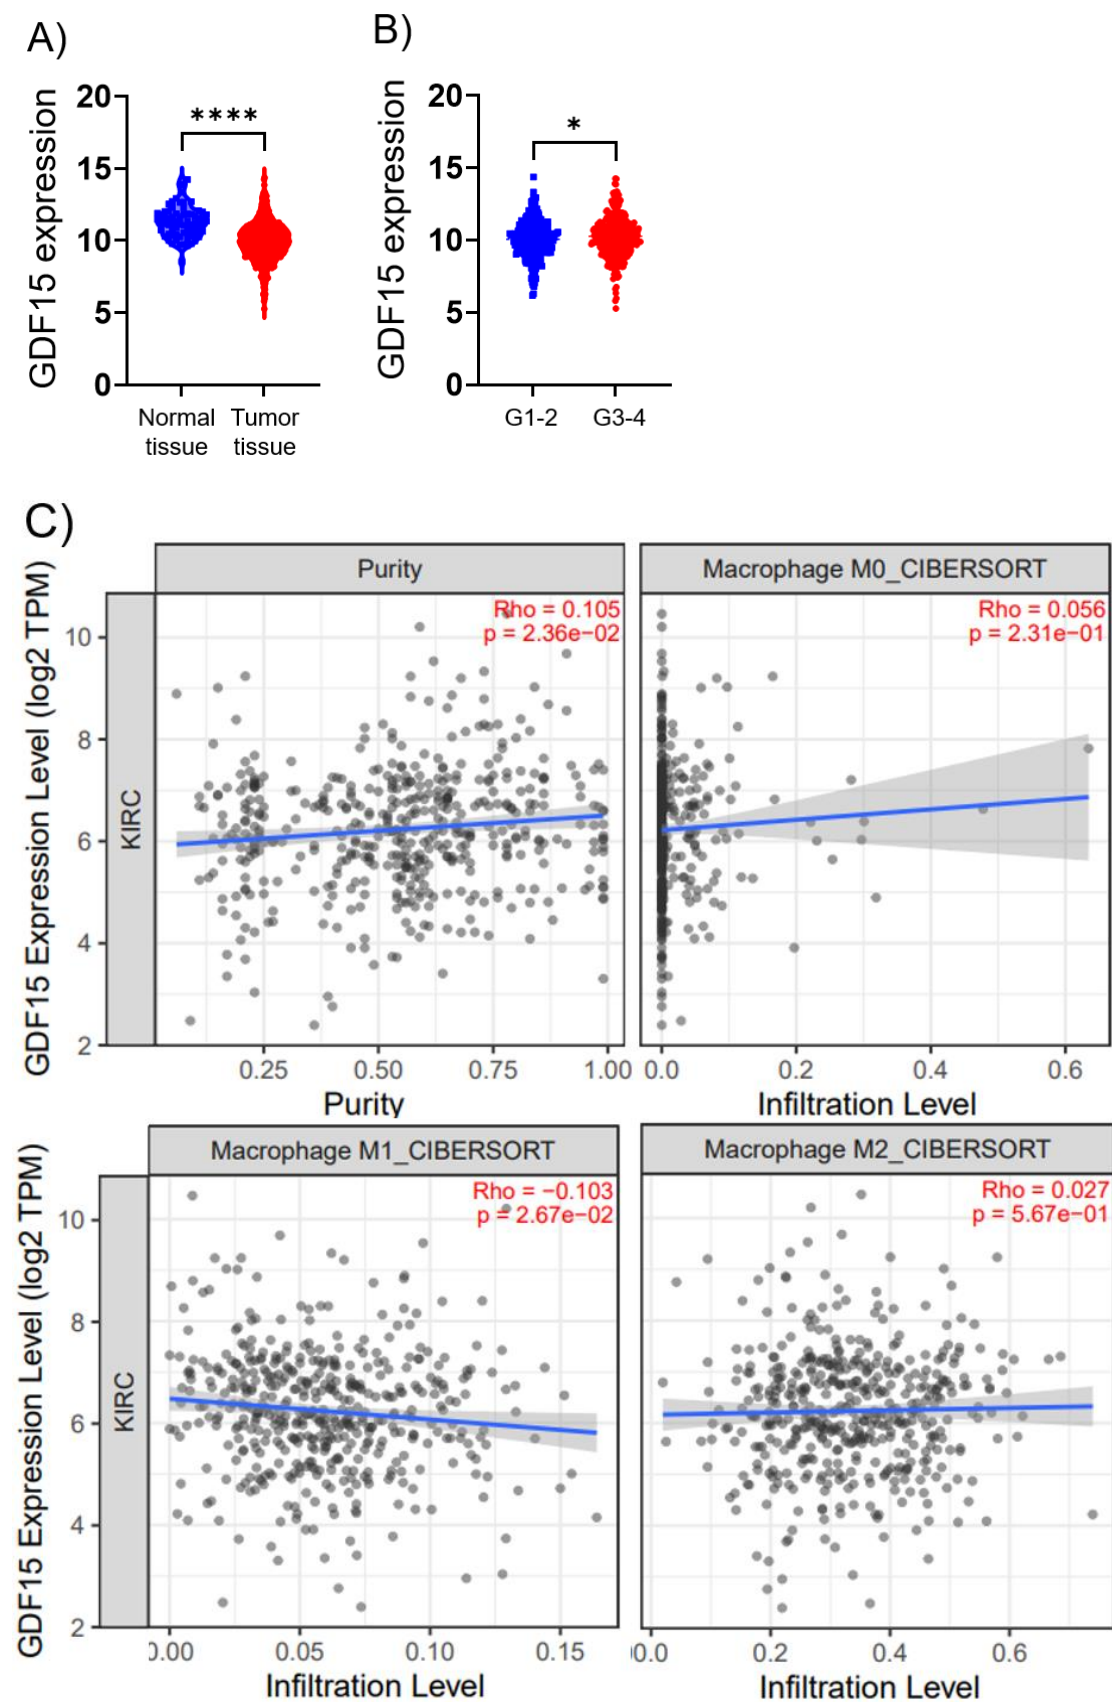 A)
B)
GDF15 expression
20
15
10
5
0
****
Normal tissue
Tumor tissue
GDF15 expression
20
15
10
5
0
*
G1-2
G3-4
C)
GDF15 Expression Level (log2 TPM)
KIRC
10
8
6
4
2
Purity
Rho = 0.105
p = 2.36e−02
0.25
0.50
0.75
1.00
Purity
Macrophage M0_CIBERSORT
Rho = 0.056
p = 2.31e−01
0.0
0.2
0.4
0.6
Infiltration Level
GDF15 Expression Level (log2 TPM)
KIRC
10
8
6
4
2
Macrophage M1_CIBERSORT
Rho = −0.103
p = 2.67e−02
0.00
0.05
0.10
0.15
Infiltration Level
Macrophage M2_CIBERSORT
Rho = 0.027
p = 5.67e−01
0.0
0.2
0.4
0.6
Infiltration Level